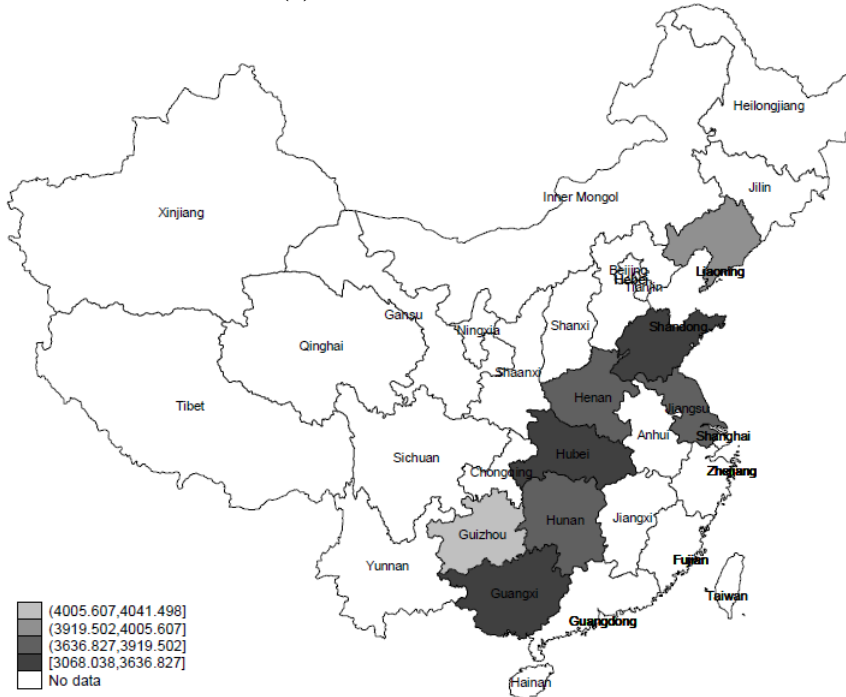 Heilongjiang
Jilin
Inner Mongol
Xinjiang
Liaoning
Beijing
Hebei
Tianjin
Gansu
Ningxia
Shanxi
Shandong
Qinghai
Shaanxi
Henan
Jiangsu
Tibet
Shanghai
Anhui
Sichuan
Hubei
Chongqing
Zhejiang
Hunan
Jiangxi
Guizhou
Yunnan
Fujian
Guangxi
Taiwan
Guangdong
(4005.607,4041.498]
(3919.502,4005.607]
(3636.827,3919.502]
[3068.038,3636.827]
No data
Hainan